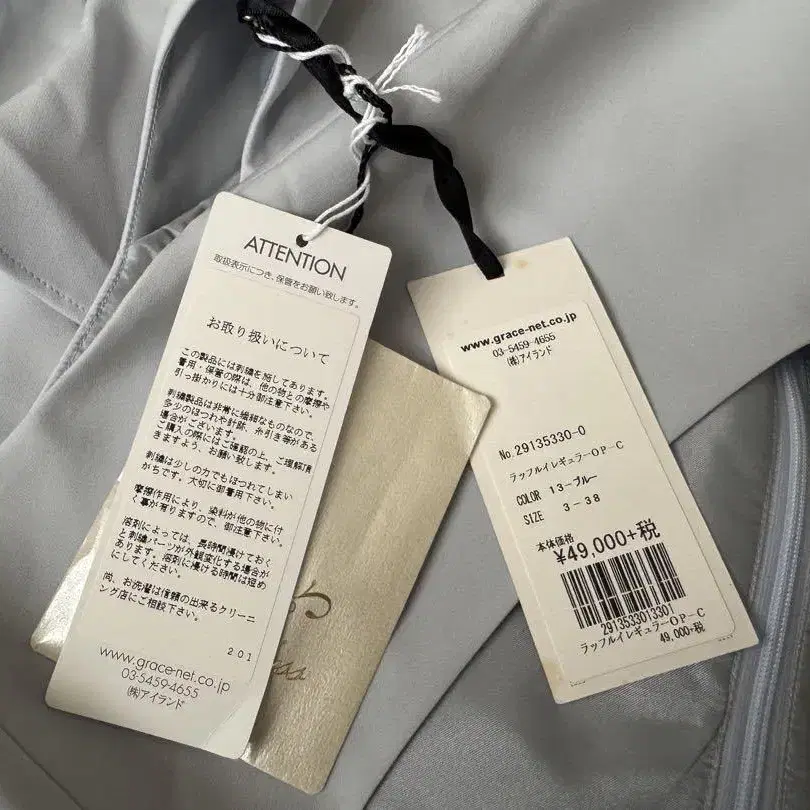 ATTENTION
取扱表示につき、保管をお願い致します。
お取り扱いについて
この製品には刺繍を施してあります。
着用・保管の際は、他の物との摩擦や
引っ掛かりには十分御注意下さい。
刺繍製品は非常に繊細なものなので、
多少のほつれや針跡、糸引き等がある
場合がございます。
ご購入の際にはご確認の上、ご理解頂
きますよう、お願い致します。
刺繍は少しの力でもほつれてしまい
がちです。大切に御着用下さい。
摩擦作用により、染料が他の物に付
く事が有りますので、御注意下さい。
溶剤によっては、長時間浸けておく
と刺繍パーツが外観変化する場合が
あります。溶剤に浸ける時間は短め
にしてください。
尚、お洗濯は信頼の出来るクリーニ
ング店にご相談下さい。
201
www.grace-net.co.jp
03-5459-4655
(株)アイランド
www.grace-net.co.jp
03-5459-4655
(株)アイランド
No.29135330-0
ラッフルイレギュラーOP-C
COLOR 13-ブルー
SIZE 3-38
本体価格
¥49,000+税
2913533013301
ラッフルイレギュラーOP-C
49,000+税